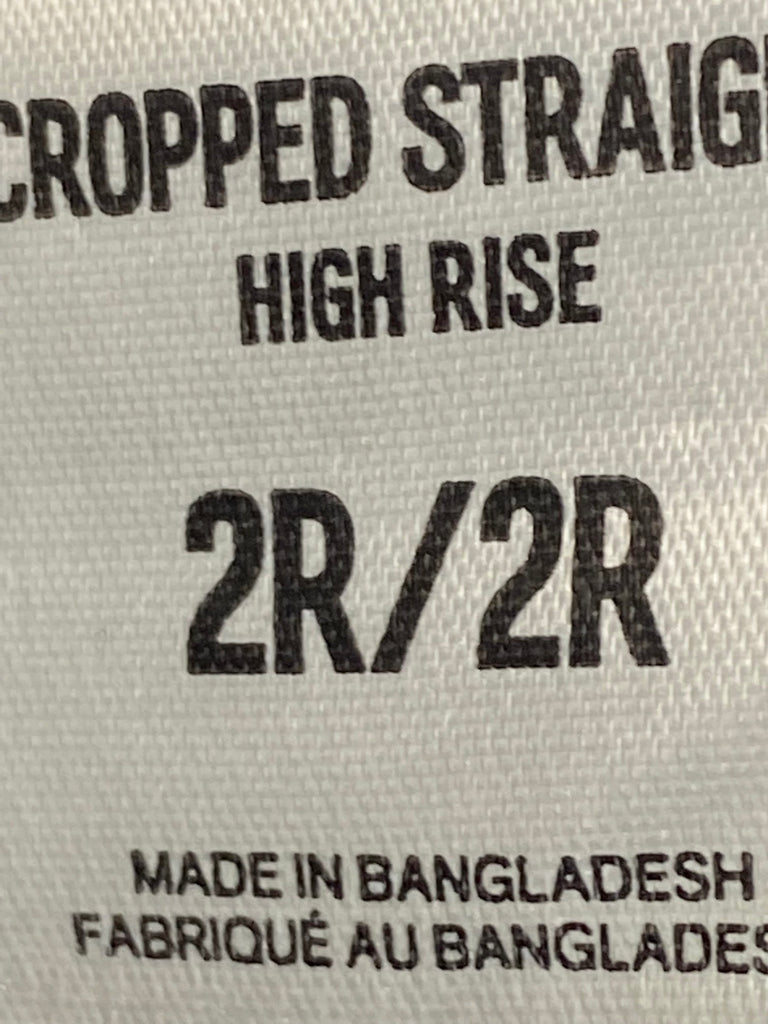 CROPPED STRAIG
HIGH RISE
2R/2R
MADE IN BANGLADESH
FABRIQUÉ AU BANGLADES